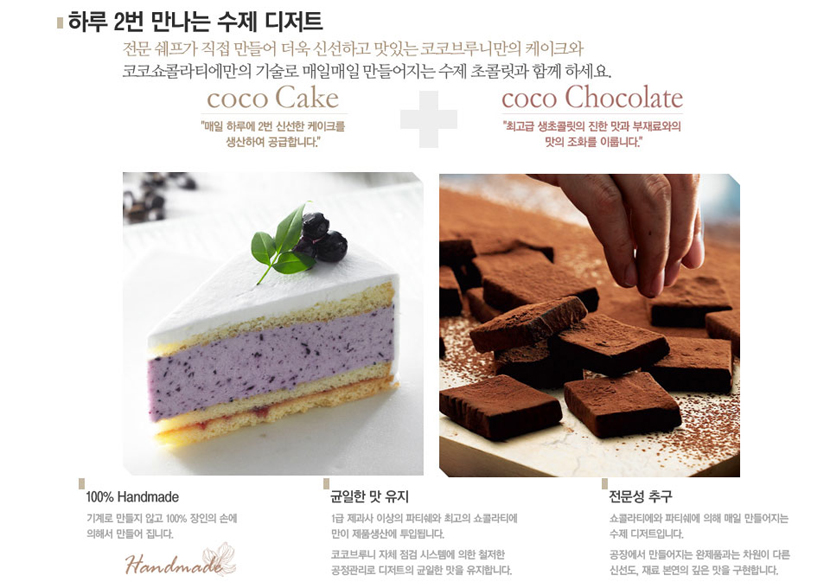 하루 2번 만나는 수제 디저트
전문 쉐프가 직접 만들어 더욱 신선하고 맛있는 코코브루니만의 케이크와
코코쇼콜라티에만의 기술로 매일매일 만들어지는 수제 초콜릿과 함께 하세요.
coco Cake
coco Chocolate
"매일 하루에 2번 신선한 케이크를
생산하여 공급합니다."
"최고급 생초콜릿의 진한 맛과 부재료와의
맛의 조화를 이룹니다."
100% Handmade
기계로 만들지 않고 100% 장인의 손에
의해서 만들어 집니다.
Handmade
균일한 맛 유지
1급 제과사 이상의 파티쉐와 최고의 쇼콜라티에
만이 제품생산에 투입됩니다.
코코브루니 자체 점검 시스템에 의한 철저한
공정관리로 디저트의 균일한 맛을 유지합니다.
전문성 추구
쇼콜라티에와 파티쉐에 의해 매일 만들어지는
수제 디저트입니다.
공장에서 만들어지는 완제품과는 차원이 다른
신선도, 재료 본연의 깊은 맛을 구현합니다.